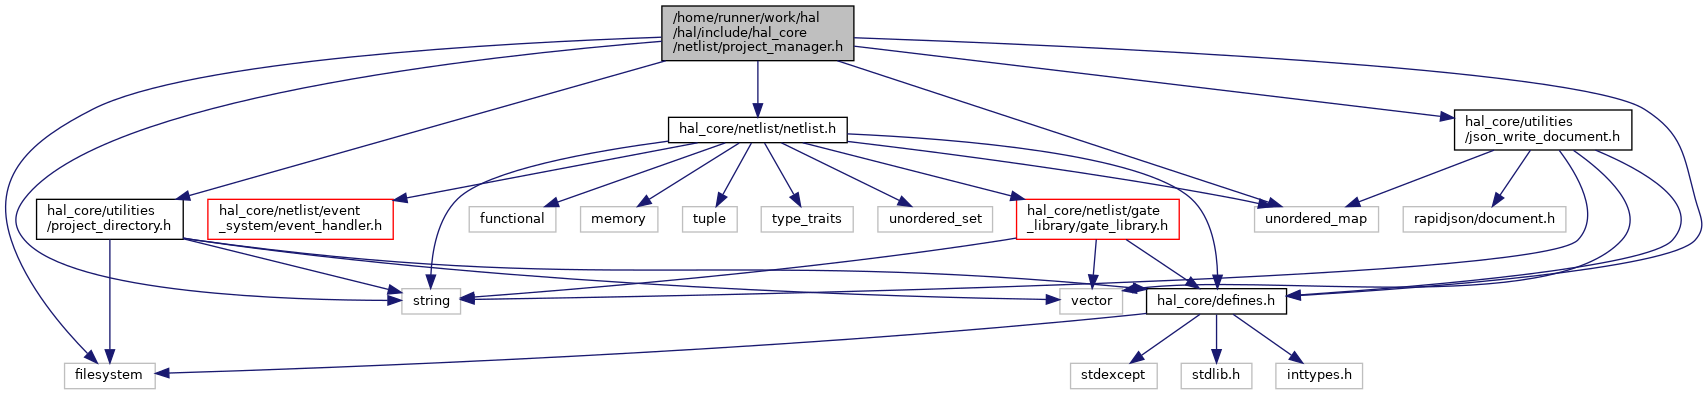 /home/runner/work/hal
/hal/include/hal_core
/netlist/project_manager.h
hal_core/netlist/netlist.h
hal_core/utilities
/json_write_document.h
hal_core/utilities
/project_directory.h
hal_core/netlist/event
_system/event_handler.h
functional
memory
tuple
type_traits
unordered_set
hal_core/netlist/gate
_library/gate_library.h
unordered_map
rapidjson/document.h
string
vector
hal_core/defines.h
filesystem
stdexcept
stdlib.h
inttypes.h